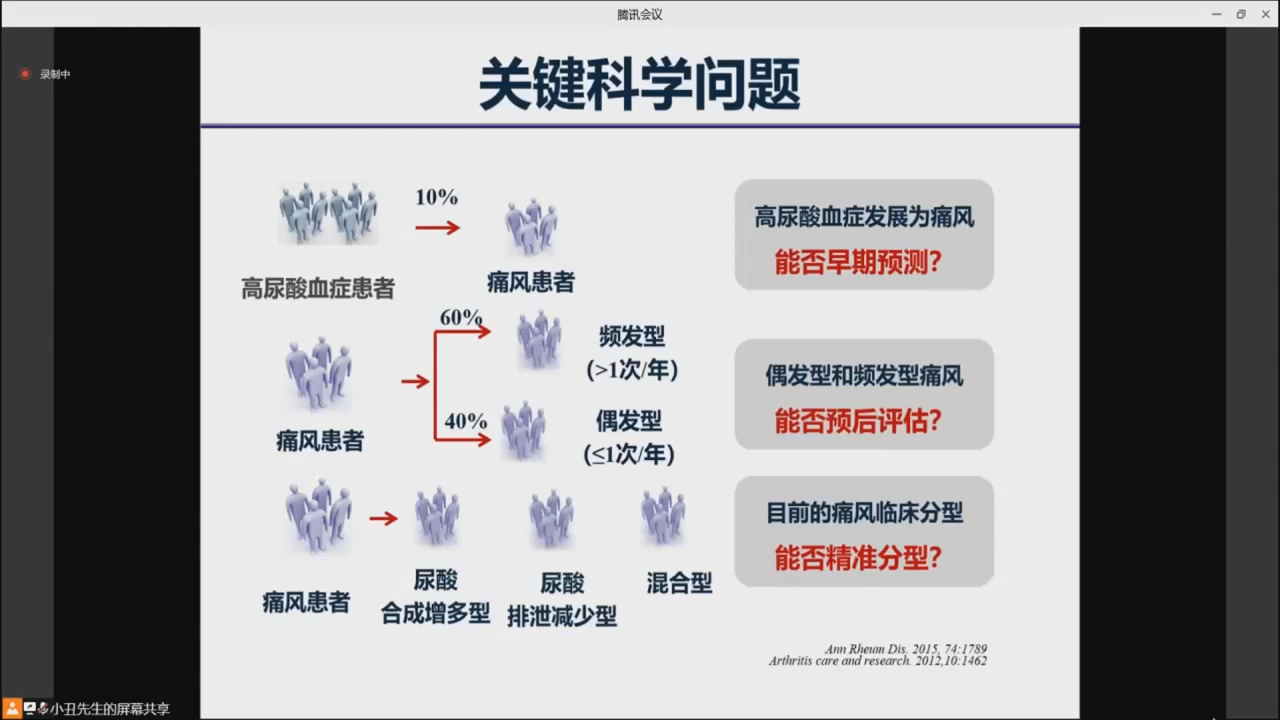 腾讯会议
录制中
关键科学问题
10%
高尿酸血症患者
痛风患者
高尿酸血症发展为痛风
能否早期预测?
60%
频发型
(>1次/年)
痛风患者
40%
偶发型
(≤1次/年)
偶发型和频发型痛风
能否预后评估?
痛风患者
尿酸
合成增多型
尿酸
排泄减少型
混合型
目前的痛风临床分型
能否精准分型?
Ann Rheum Dis. 2015, 74:1789
Arthritis care and research. 2012,10:1462
小丑先生的屏幕共享